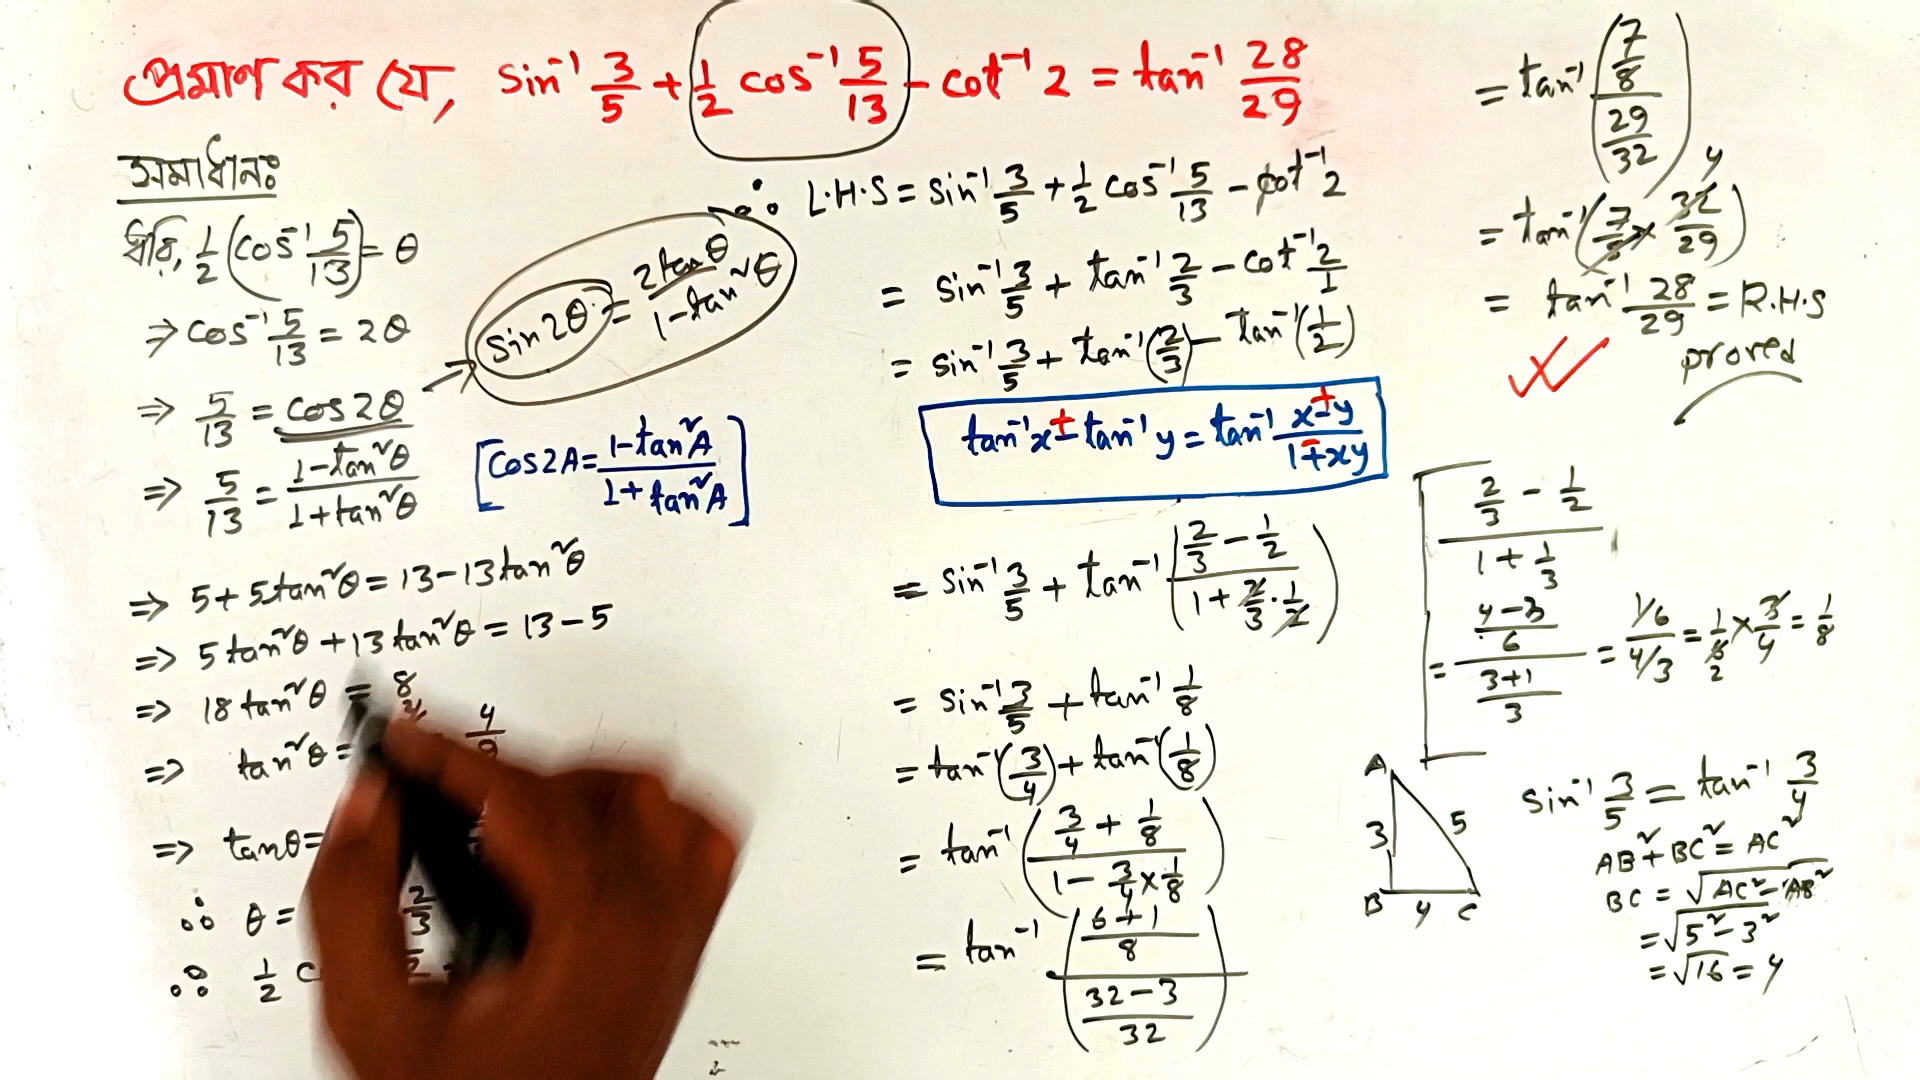 প্রমাণ কর যে, sin⁻¹ 3/5 + 1/2 cos⁻¹ 5/13 - cot⁻¹ 2 = tan⁻¹ 28/29
সমাধানঃ
ধরি, 1/2 (cos⁻¹ 5/13) = θ
⇒ cos⁻¹ 5/13 = 2θ
⇒ 5/13 = cos2θ
sin2θ = 2tanθ / 1-tan²θ
⇒ 5/13 = 1-tan²θ / 1+tan²θ
[cos2A = 1-tan²A / 1+tan²A]
⇒ 5+5tan²θ = 13-13tan²θ
⇒ 5tan²θ + 13tan²θ = 13-5
⇒ 18tan²θ = 8
⇒ tan²θ = 4/9
⇒ tanθ =
∴ θ = 2/3
∴ 1/2 c
∴ L.H.S = sin⁻¹ 3/5 + 1/2 cos⁻¹ 5/13 - cot⁻¹ 2
= sin⁻¹ 3/5 + tan⁻¹ 2/3 - cot⁻¹ 2/1
= sin⁻¹ 3/5 + tan⁻¹(2/3) - tan⁻¹(1/2)
tan⁻¹x ± tan⁻¹y = tan⁻¹ x±y / 1∓xy
= sin⁻¹ 3/5 + tan⁻¹ (2/3 - 1/2 / 1 + 2/3 · 1/2)
= sin⁻¹ 3/5 + tan⁻¹ 1/8
= tan⁻¹(3/4) + tan⁻¹(1/8)
= tan⁻¹ (3/4 + 1/8 / 1 - 3/4 × 1/8)
= tan⁻¹ (6+1/8 / 32-3/32)
= tan⁻¹ (7/8 / 29/32)
= tan⁻¹ (7/8 × 32/29) 4
= tan⁻¹ 28/29 = R.H.S
proved
2/3 - 1/2 / 1 + 1/3
= 4-3/6 / 3+1/3 = 1/6 / 4/3 = 1/6 × 3/4 = 1/8
2
A
3 5
B 4 C
sin⁻¹ 3/5 = tan⁻¹ 3/4
AB² + BC² = AC²
BC = √AC² - AB²
= √5² - 3²
= √16 = 4